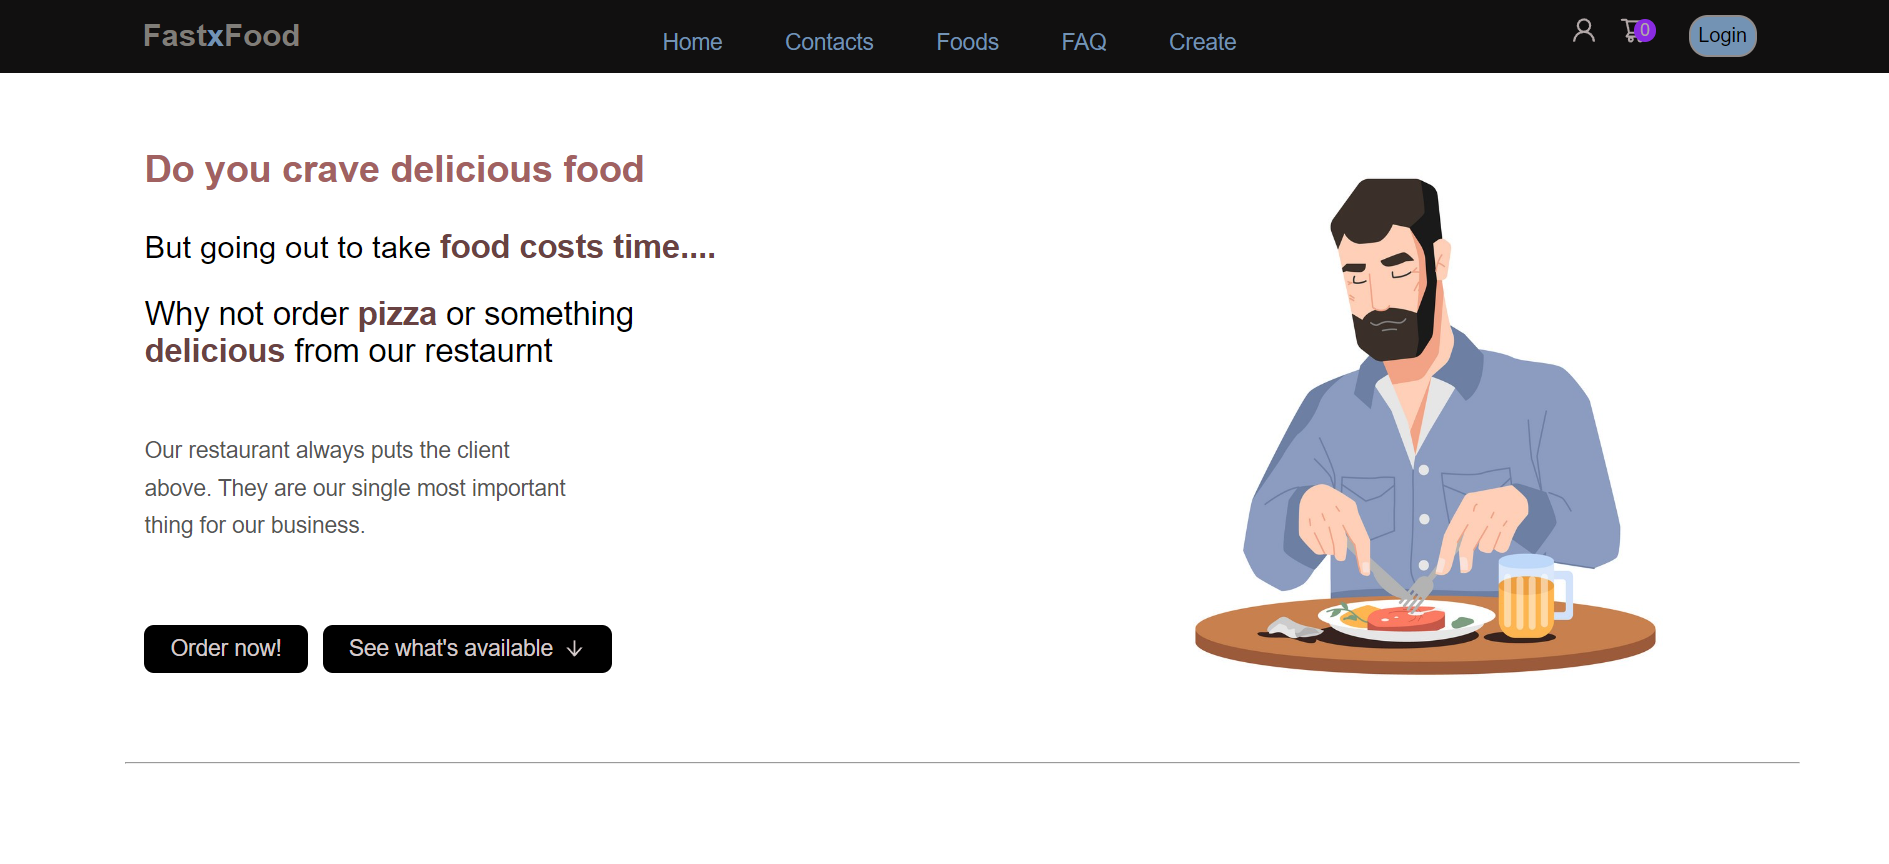 FastxFood
Home Contacts Foods FAQ Create
0
Login
Do you crave delicious food
But going out to take food costs time....
Why not order pizza or something
delicious from our restaurnt
Our restaurant always puts the client
above. They are our single most important
thing for our business.
Order now!
See what's available